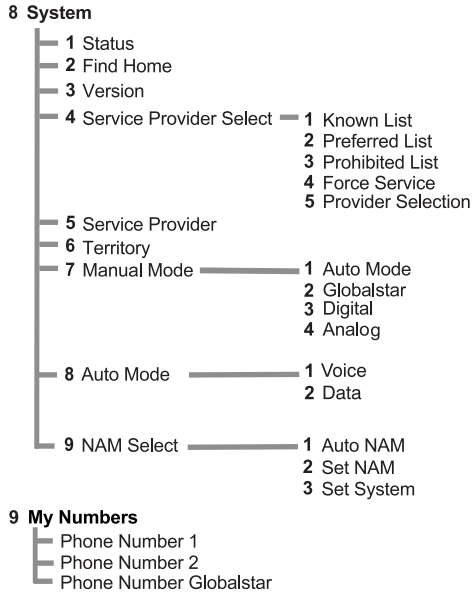 8 System
1 Status
2 Find Home
3 Version
4 Service Provider Select
1 Known List
2 Preferred List
3 Prohibited List
4 Force Service
5 Provider Selection
5 Service Provider
6 Territory
7 Manual Mode
1 Auto Mode
2 Globalstar
3 Digital
4 Analog
8 Auto Mode
1 Voice
2 Data
9 NAM Select
1 Auto NAM
2 Set NAM
3 Set System
9 My Numbers
Phone Number 1
Phone Number 2
Phone Number Globalstar